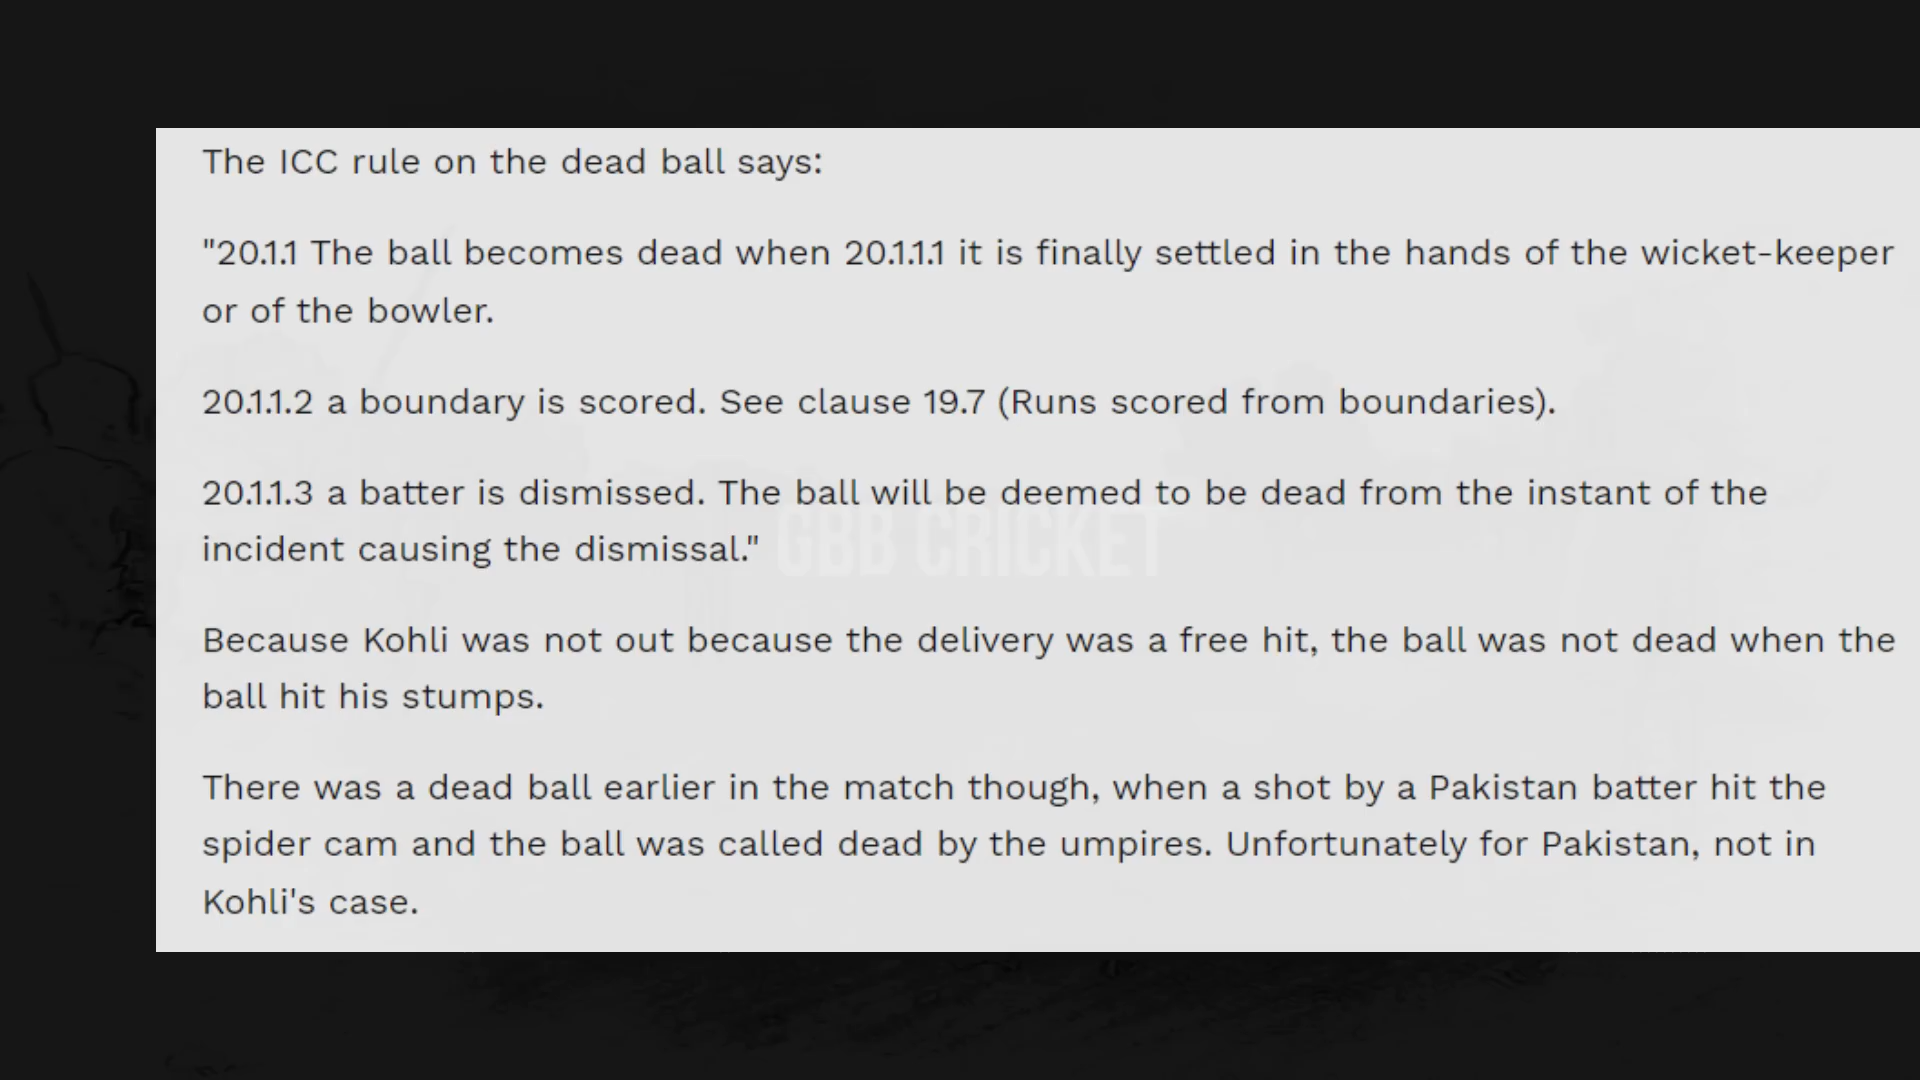 The ICC rule on the dead ball says:
"20.1.1 The ball becomes dead when 20.1.1.1 it is finally settled in the hands of the wicket-keeper
or of the bowler.
20.1.1.2 a boundary is scored. See clause 19.7 (Runs scored from boundaries).
20.1.1.3 a batter is dismissed. The ball will be deemed to be dead from the instant of the
incident causing the dismissal."
GBB CRICKET
Because Kohli was not out because the delivery was a free hit, the ball was not dead when the
ball hit his stumps.
There was a dead ball earlier in the match though, when a shot by a Pakistan batter hit the
spider cam and the ball was called dead by the umpires. Unfortunately for Pakistan, not in
Kohli's case.